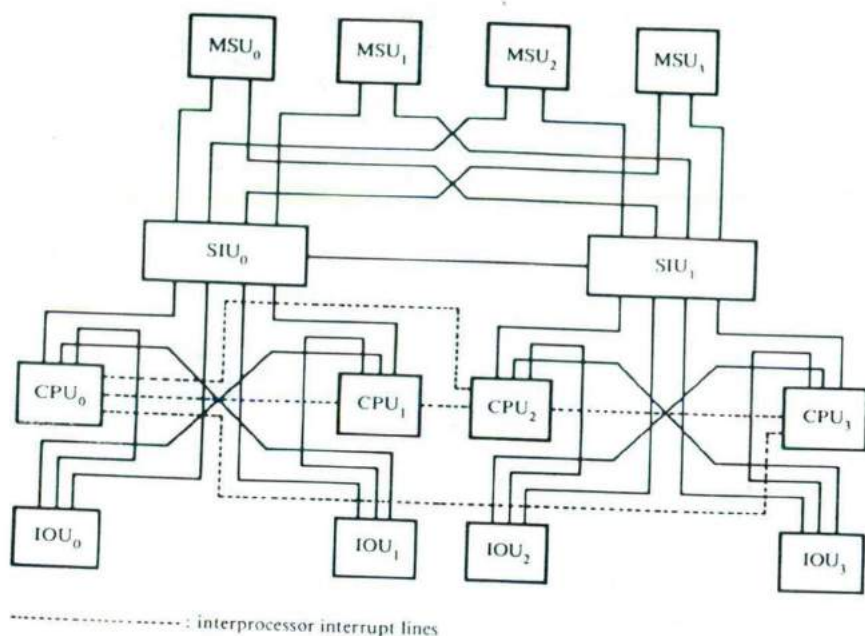 MSU₀ MSU₁ MSU₂ MSU₃
SIU₀ SIU₁
CPU₀ CPU₁ CPU₂ CPU₃
IOU₀ IOU₁ IOU₂ IOU₃
: interprocessor interrupt lines